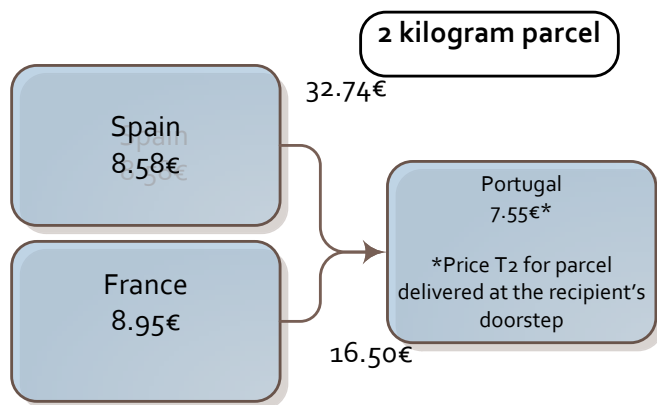 2 kilogram parcel
32.74€
Spain
8.58€
France
8.95€
Portugal
7.55€*
*Price T2 for parcel
delivered at the recipient's
doorstep
16.50€